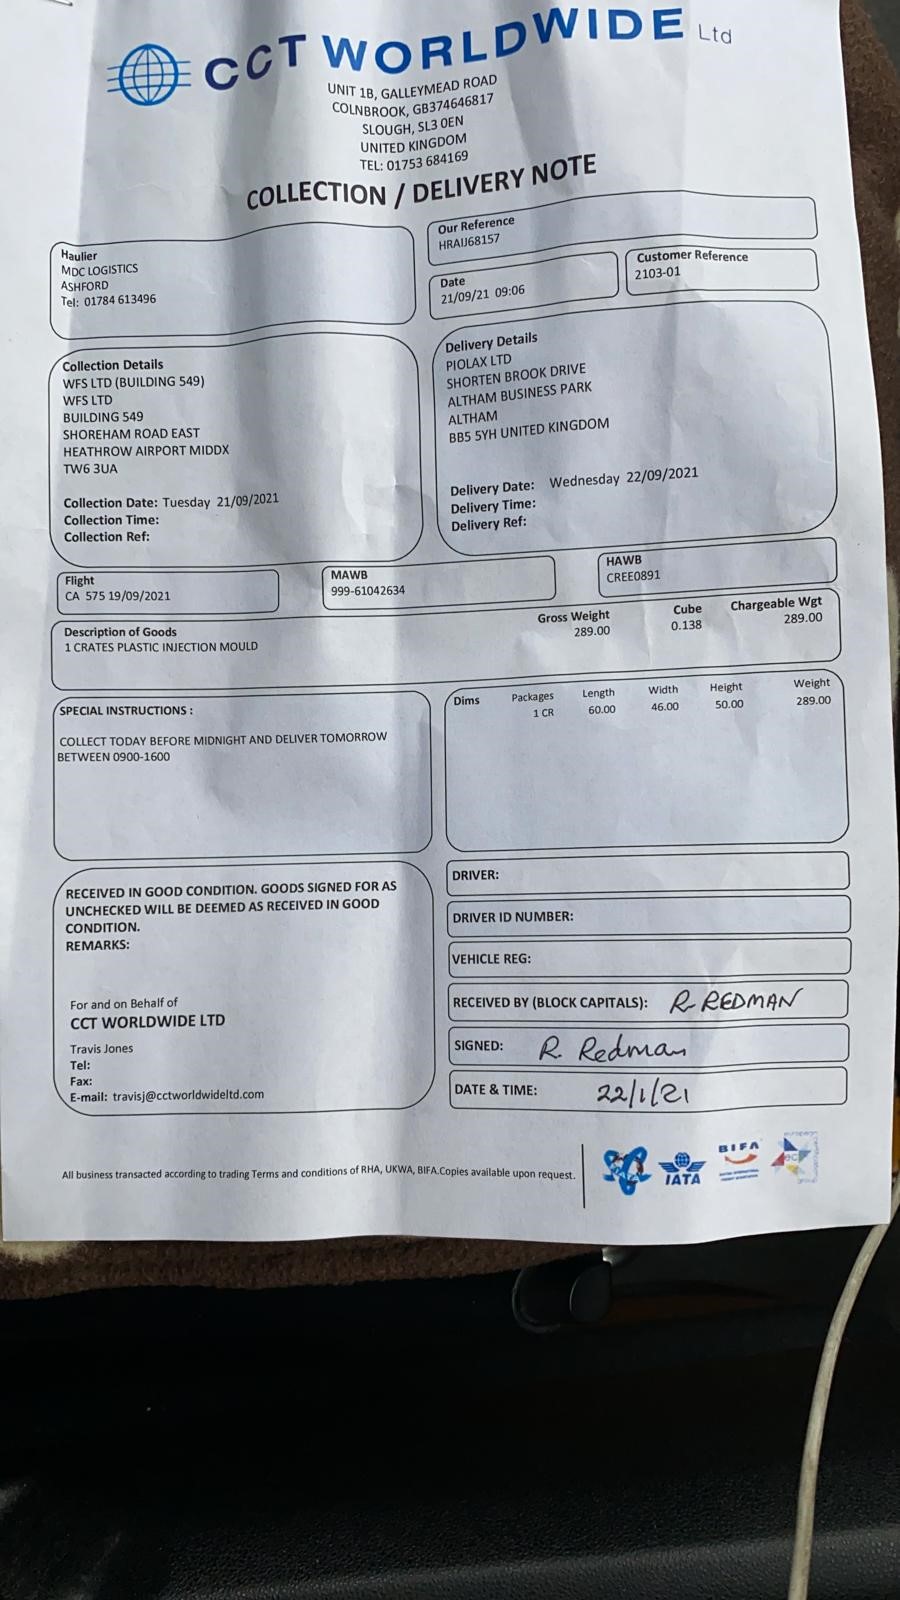 CCT WORLDWIDE Ltd
UNIT 1B, GALLEYMEAD ROAD
COLNBROOK, GB374646817
SLOUGH, SL3 0EN
UNITED KINGDOM
TEL: 01753 684169
COLLECTION / DELIVERY NOTE
Haulier
MDC LOGISTICS
ASHFORD
Tel: 01784 613496
Our Reference
HRAIJ68157
Date
21/09/21 09:06
Customer Reference
2103-01
Collection Details
WFS LTD (BUILDING 549)
WFS LTD
BUILDING 549
SHOREHAM ROAD EAST
HEATHROW AIRPORT MIDDX
TW6 3UA
Collection Date: Tuesday 21/09/2021
Collection Time:
Collection Ref:
Delivery Details
PIOLAX LTD
SHORTEN BROOK DRIVE
ALTHAM BUSINESS PARK
ALTHAM
BB5 5YH UNITED KINGDOM
Delivery Date: Wednesday 22/09/2021
Delivery Time:
Delivery Ref:
Flight
CA 575 19/09/2021
MAWB
999-61042634
HAWB
CREE0891
Description of Goods
1 CRATES PLASTIC INJECTION MOULD
Gross Weight Cube Chargeable Wgt
289.00 0.138 289.00
SPECIAL INSTRUCTIONS :
COLLECT TODAY BEFORE MIDNIGHT AND DELIVER TOMORROW
BETWEEN 0900-1600
Dims Packages Length Width Height Weight
1 CR 60.00 46.00 50.00 289.00
RECEIVED IN GOOD CONDITION. GOODS SIGNED FOR AS
UNCHECKED WILL BE DEEMED AS RECEIVED IN GOOD
CONDITION.
REMARKS:
For and on Behalf of
CCT WORLDWIDE LTD
Travis Jones
Tel:
Fax:
E-mail: travisj@cctworldwideltd.com
DRIVER:
DRIVER ID NUMBER:
VEHICLE REG:
RECEIVED BY (BLOCK CAPITALS): R REDMAN
SIGNED: R. Redman
DATE & TIME: 22/1/21
All business transacted according to trading Terms and conditions of RHA, UKWA, BIFA.Copies available upon request.
IATA
BIFA